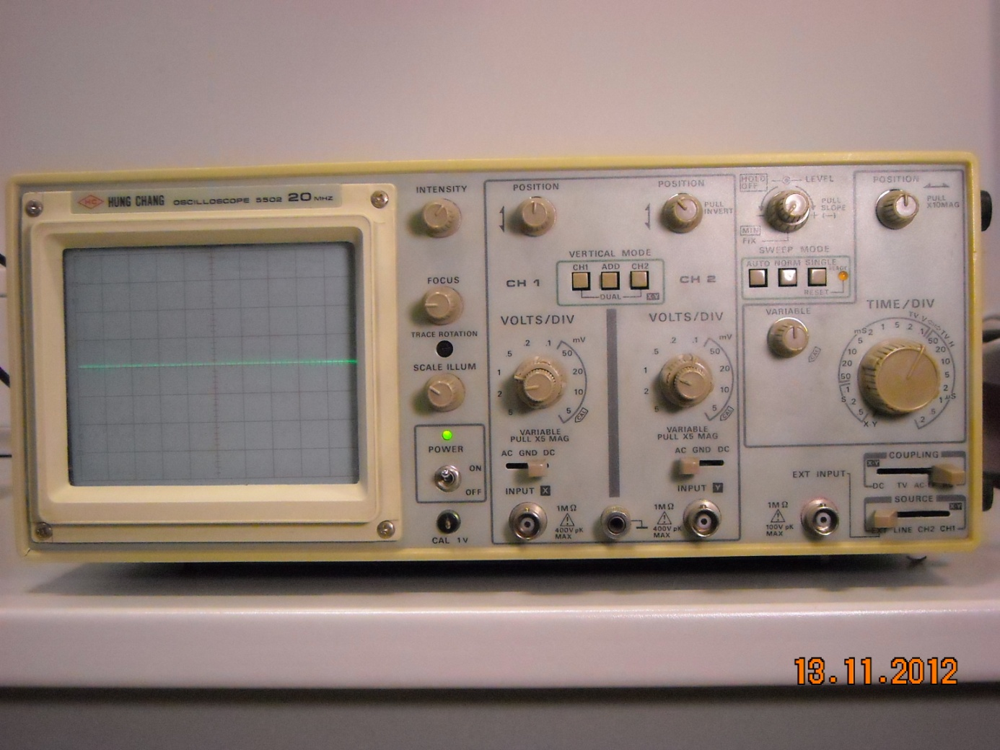 HC HUNG CHANG OSCILLOSCOPE 5502 20 MHZ
INTENSITY
FOCUS
TRACE ROTATION
SCALE ILLUM
POWER
ON
OFF
CAL 1V
POSITION
POSITION
PULL
INVERT
VERTICAL MODE
CH1 ADD CH2
DUAL X-Y
CH 1
CH 2
VOLTS/DIV
5 2 1 .5 .2 .1 mV 50 20 10 5
CAL
VARIABLE
PULL X5 MAG
AC GND DC
INPUT X
1MΩ
400V pK
MAX
VOLTS/DIV
5 2 1 .5 .2 .1 mV 50 20 10 5
CAL
VARIABLE
PULL X5 MAG
AC GND DC
INPUT Y
1MΩ
400V pK
MAX
HOLD
OFF
LEVEL
PULL
SLOPE
+ (–)
MIN
FIX
SWEEP MODE
AUTO NORM SINGLE
READY
RESET
POSITION
PULL
X10MAG
VARIABLE
CAL
TIME/DIV
TV V TV H
X-Y S .2 .1 50 20 10 5 mS 2 1 .5 .2 .1 50 20 10 5 2 μS 1 .5 .2
EXT INPUT
1MΩ
100V pK
MAX
COUPLING
X-Y
DC TV AC
SOURCE
X-Y
EXT LINE CH2 CH1
13.11.2012